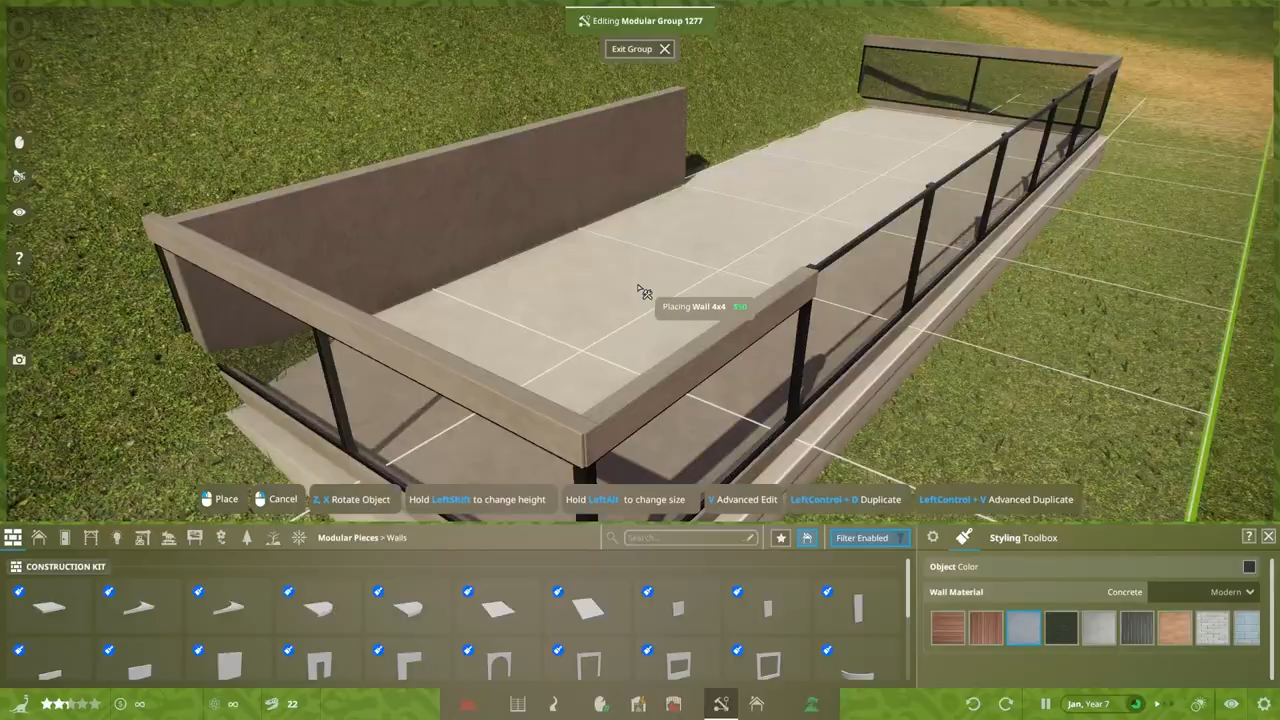 Editing Modular Group 1277
Exit Group
Placing Wall 4x4 $50
Place
Cancel
Z, X Rotate Object
Hold LeftShift to change height
Hold LeftAlt to change size
V Advanced Edit
LeftControl + D Duplicate
LeftControl + V Advanced Duplicate
Modular Pieces > Walls
Search...
Filter Enabled
Styling Toolbox
?
CONSTRUCTION KIT
Object Color
Wall Material
Concrete
Modern
?
∞
∞
22
Jan, Year 7